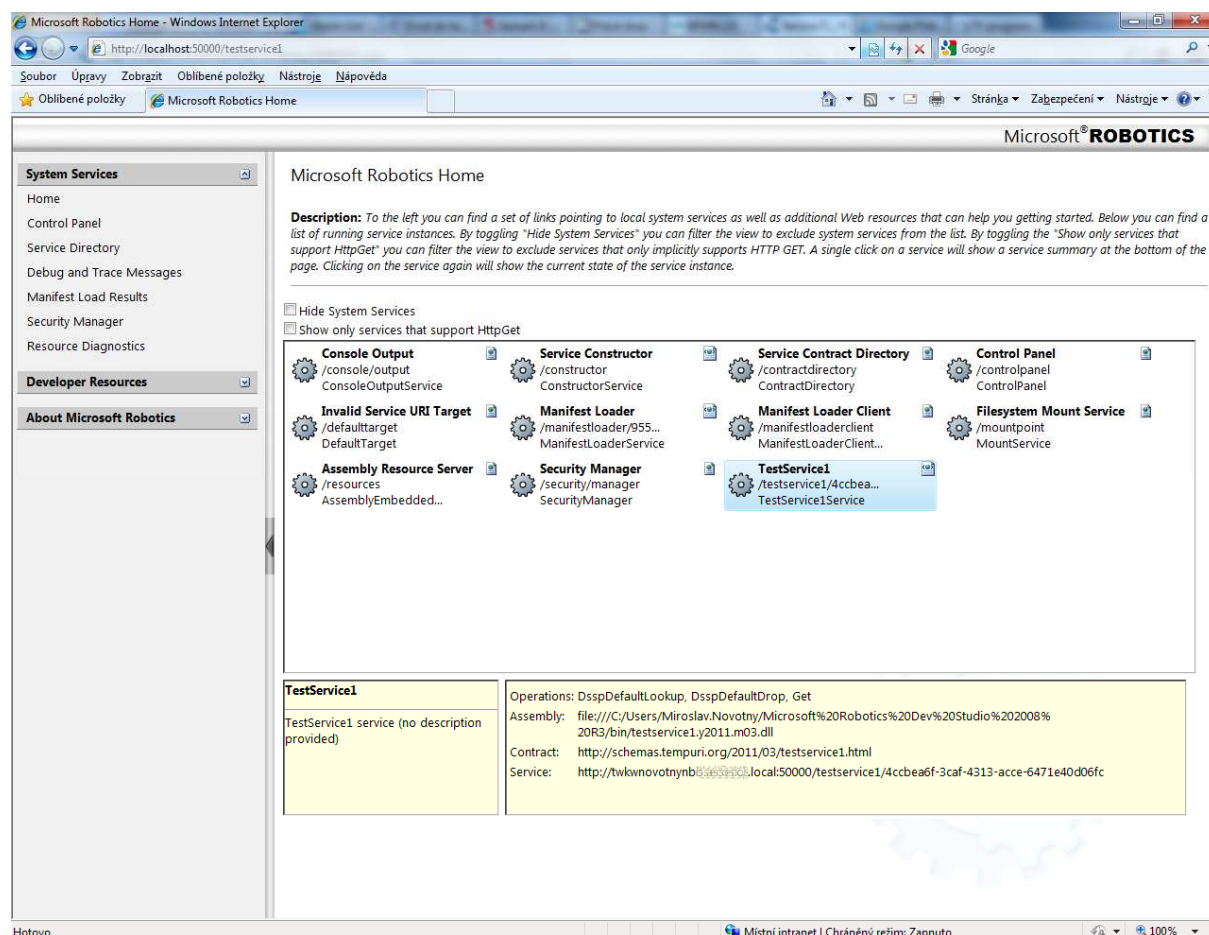 Microsoft Robotics Home - Windows Internet Explorer
http://localhost:50000/testservice1
Google
Soubor Úpravy Zobrazit Oblíbené položky Nástroje Nápověda
Oblíbené položky Microsoft Robotics Home Stránka Zabezpečení Nástroje
Microsoft®ROBOTICS
System Services
Home
Control Panel
Service Directory
Debug and Trace Messages
Manifest Load Results
Security Manager
Resource Diagnostics
Developer Resources
About Microsoft Robotics
Microsoft Robotics Home
Description: To the left you can find a set of links pointing to local system services as well as additional Web resources that can help you getting started. Below you can find a
list of running service instances. By toggling "Hide System Services" you can filter the view to exclude system services from the list. By toggling the "Show only services that
support HttpGet" you can filter the view to exclude services that only implicitly supports HTTP GET. A single click on a service will show a service summary at the bottom of the
page. Clicking on the service again will show the current state of the service instance.
Hide System Services
Show only services that support HttpGet
Console Output
/console/output
ConsoleOutputService
Service Constructor
/constructor
ConstructorService
Service Contract Directory
/contractdirectory
ContractDirectory
Control Panel
/controlpanel
ControlPanel
Invalid Service URI Target
/defaulttarget
DefaultTarget
Manifest Loader
/manifestloader/955...
ManifestLoaderService
Manifest Loader Client
/manifestloaderclient
ManifestLoaderClient...
Filesystem Mount Service
/mountpoint
MountService
Assembly Resource Server
/resources
AssemblyEmbedded...
Security Manager
/security/manager
SecurityManager
TestService1
/testservice1/4ccbea...
TestService1Service
TestService1
TestService1 service (no description
provided)
Operations: DsspDefaultLookup, DsspDefaultDrop, Get
Assembly: file:///C:/Users/Miroslav.Novotny/Microsoft%20Robotics%20Dev%20Studio%202008%
20R3/bin/testservice1.y2011.m03.dll
Contract: http://schemas.tempuri.org/2011/03/testservice1.html
Service: http://twkwnovotnynb .local:50000/testservice1/4ccbea6f-3caf-4313-acce-6471e40d06fc
Hotovo Místní intranet | Chráněný režim: Zapnuto 100%